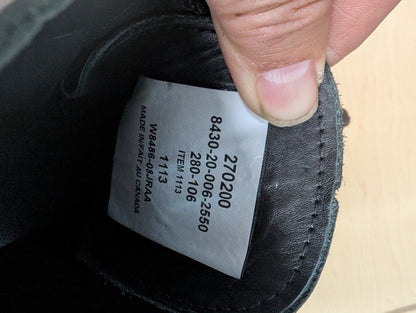 270200
8430-20-006-2550
280-106
ITEM 1113
1113
W8486-08JRAA
MADE IN/FAIT AU CANADA